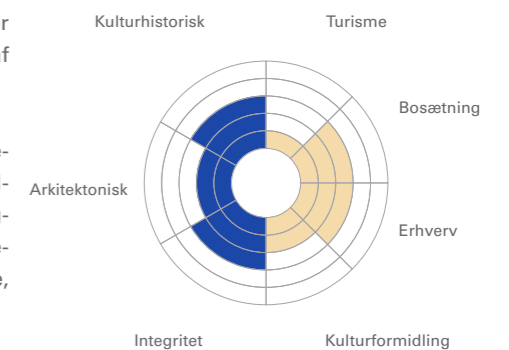 Kulturhistorisk
Turisme
Bosætning
Arkitektonisk
Erhverv
Integritet
Kulturformidling